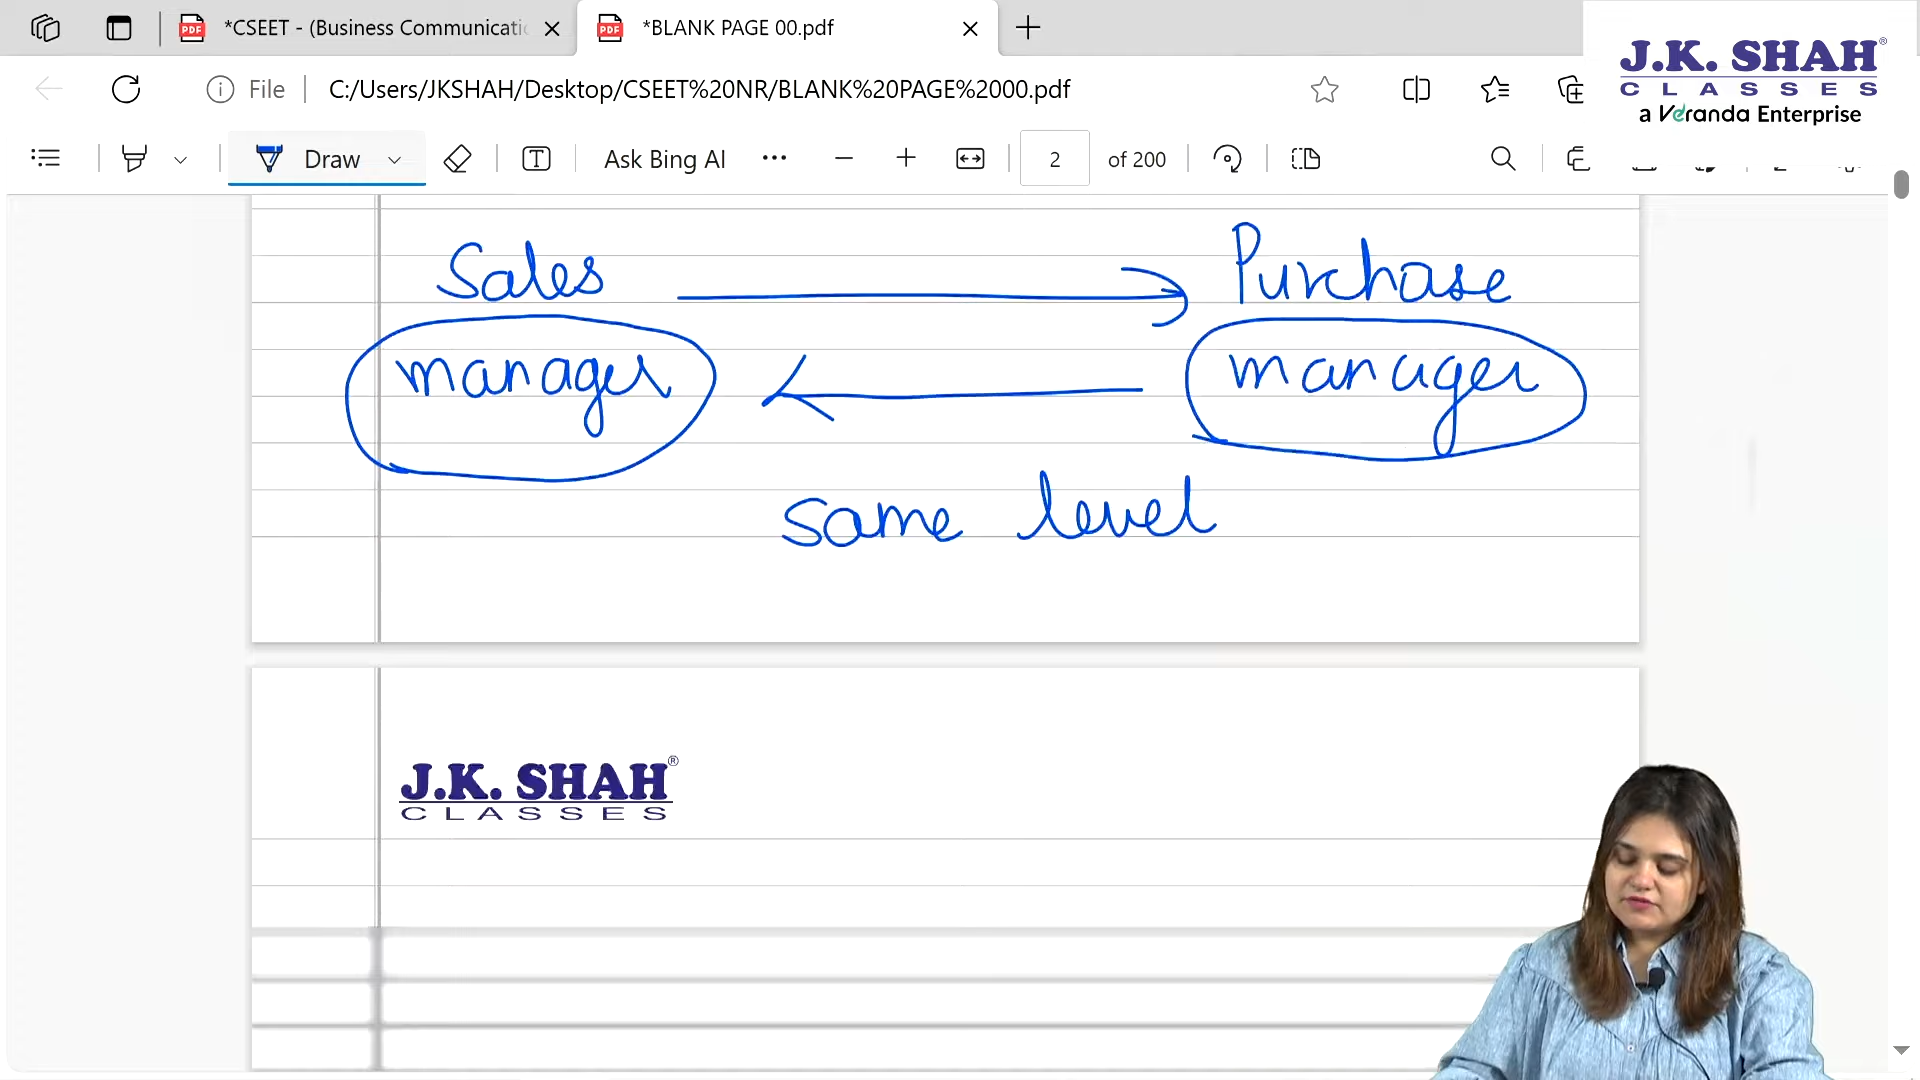 *CSEET - (Business Communicati
*BLANK PAGE 00.pdf
File
C:/Users/JKSHAH/Desktop/CSEET%20NR/BLANK%20PAGE%2000.pdf
J.K. SHAH®
CLASSES
a Veranda Enterprise
Draw
Ask Bing AI
2
of 200
Sales
Purchase
manager
manager
same level
J.K. SHAH®
CLASSES